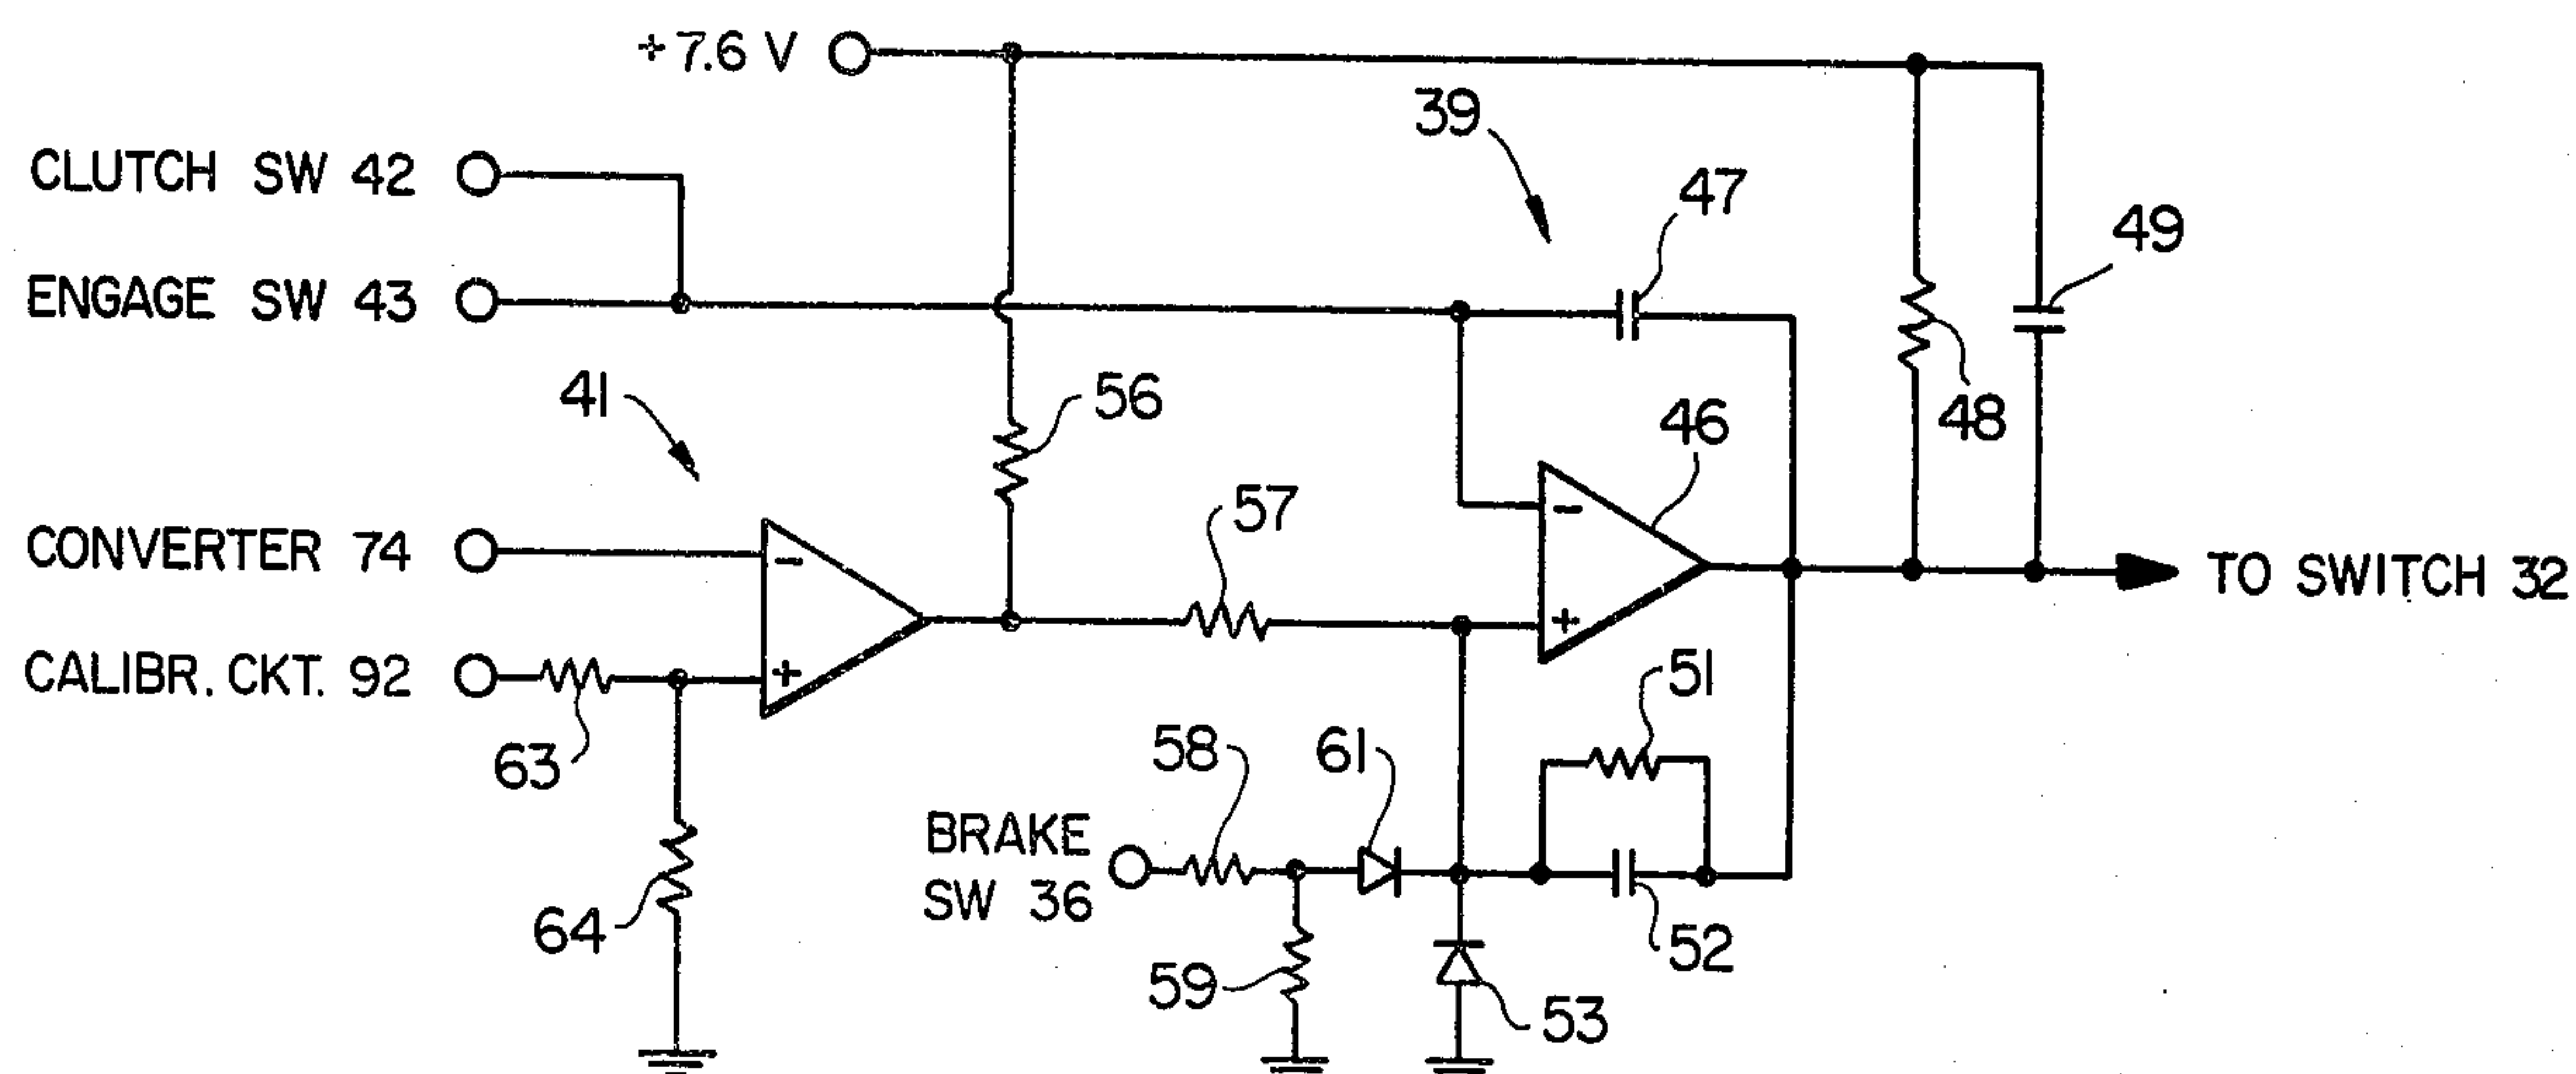 +7.6 V
39
CLUTCH SW 42
47
49
ENGAGE SW 43
41
56
48
46
57
CONVERTER 74
-
-
TO SWITCH 32
+
+
CALIBR. CKT. 92
51
63
58
61
BRAKE
SW 36
64
52
59
53